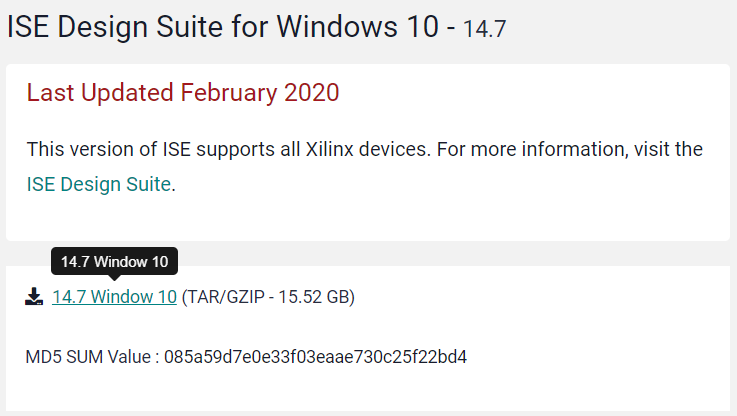 ISE Design Suite for Windows 10 - 14.7
Last Updated February 2020
This version of ISE supports all Xilinx devices. For more information, visit the
ISE Design Suite.
14.7 Window 10
14.7 Window 10 (TAR/GZIP - 15.52 GB)
MD5 SUM Value : 085a59d7e0e33f03eaae730c25f22bd4